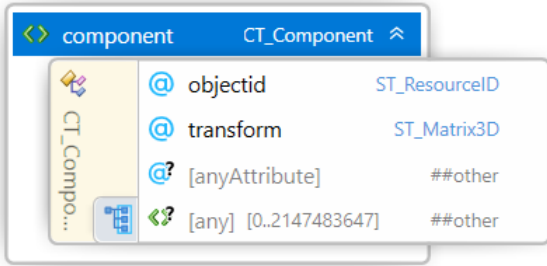 component CT_Component
objectid ST_ResourceID
transform ST_Matrix3D
[anyAttribute] ##other
[any] [0..2147483647] ##other
CT_Compo...